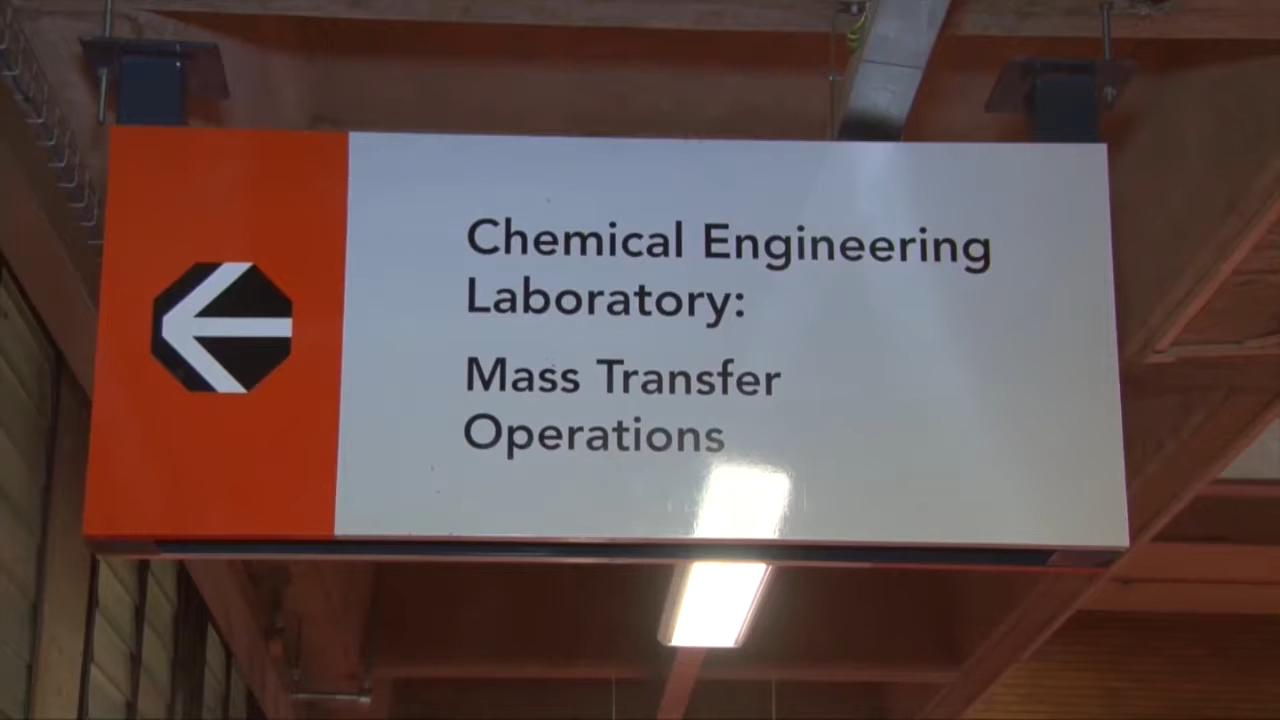 Chemical Engineering
Laboratory:
Mass Transfer
Operations